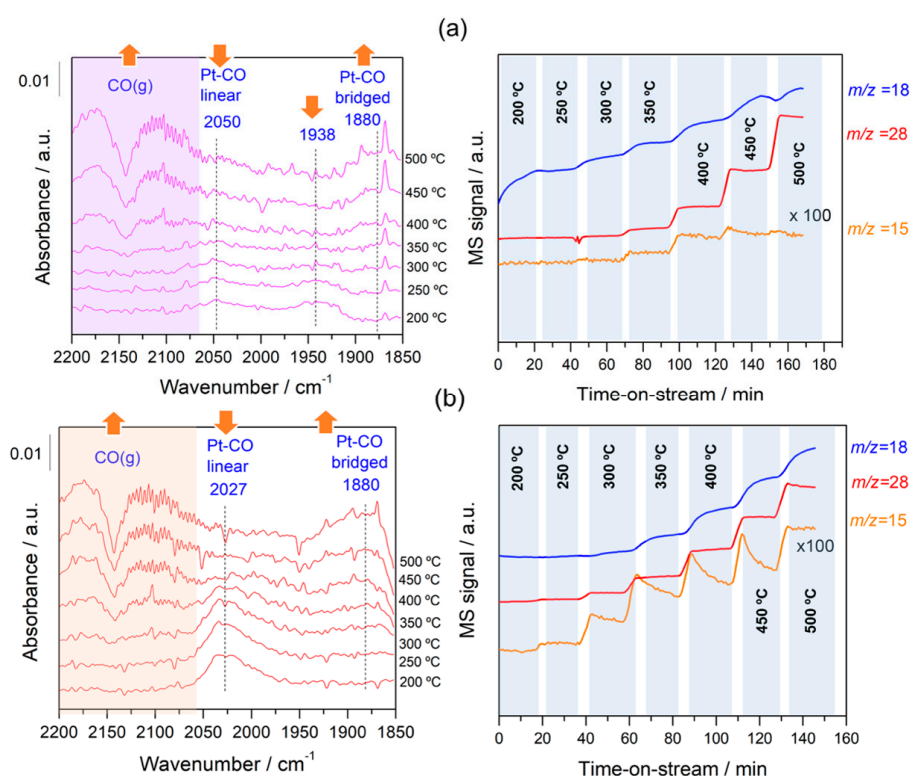 (a)
0.01
CO(g)
Pt-CO
linear
2050
1938
Pt-CO
bridged
1880
500 ºC
450 ºC
400 ºC
350 ºC
300 ºC
250 ºC
200 ºC
Absorbance / a.u.
2200 2150 2100 2050 2000 1950 1900 1850
Wavenumber / cm⁻¹
200 ºC
250 ºC
300 ºC
350 ºC
400 ºC
450 ºC
500 ºC
m/z =18
m/z =28
x 100
m/z =15
MS signal / a.u.
0 20 40 60 80 100 120 140 160 180
Time-on-stream / min
(b)
0.01
CO(g)
Pt-CO
linear
2027
Pt-CO
bridged
1880
500 ºC
450 ºC
400 ºC
350 ºC
300 ºC
250 ºC
200 ºC
Absorbance / a.u.
2200 2150 2100 2050 2000 1950 1900 1850
Wavenumber / cm⁻¹
200 ºC
250 ºC
300 ºC
350 ºC
400 ºC
450 ºC
500 ºC
m/z=18
m/z=28
m/z=15
x100
MS signal / a.u.
0 20 40 60 80 100 120 140 160
Time-on-stream / min